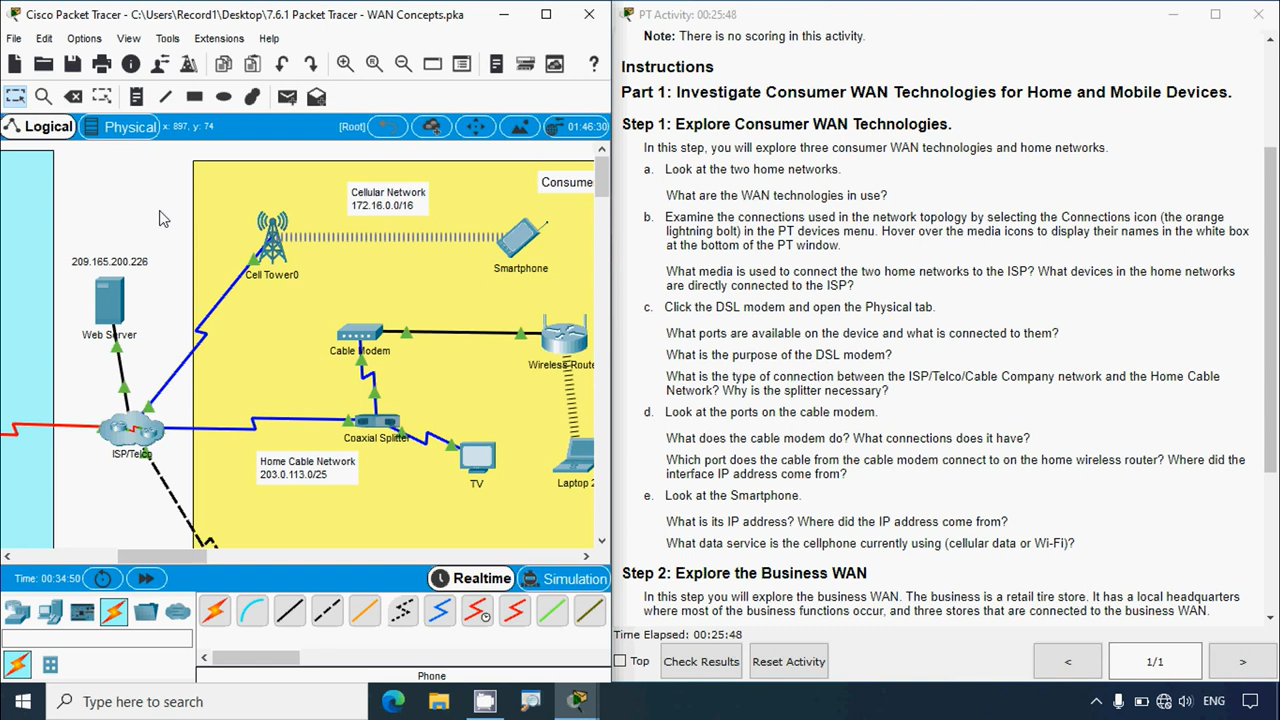 Cisco Packet Tracer - C:\Users\Record1\Desktop\7.6.1 Packet Tracer - WAN Concepts.pka
File Edit Options View Tools Extensions Help
Logical Physical x: 897, y: 74 [Root] 01:46:30
Cellular Network
172.16.0.0/16
Consume
Smartphone
Cell Tower0
209.165.200.226
Web Server
Cable Modem
Wireless Route
ISP/Telco
Coaxial Splitter
Home Cable Network
203.0.113.0/25
TV
Laptop 2
Time: 00:34:50 Realtime Simulation
Phone
PT Activity: 00:25:48
Note: There is no scoring in this activity.
Instructions
Part 1: Investigate Consumer WAN Technologies for Home and Mobile Devices.
Step 1: Explore Consumer WAN Technologies.
In this step, you will explore three consumer WAN technologies and home networks.
a. Look at the two home networks.
What are the WAN technologies in use?
b. Examine the connections used in the network topology by selecting the Connections icon (the orange
lightning bolt) in the PT devices menu. Hover over the media icons to display their names in the white box
at the bottom of the PT window.
What media is used to connect the two home networks to the ISP? What devices in the home networks
are directly connected to the ISP?
c. Click the DSL modem and open the Physical tab.
What ports are available on the device and what is connected to them?
What is the purpose of the DSL modem?
What is the type of connection between the ISP/Telco/Cable Company network and the Home Cable
Network? Why is the splitter necessary?
d. Look at the ports on the cable modem.
What does the cable modem do? What connections does it have?
Which port does the cable from the cable modem connect to on the home wireless router? Where did the
interface IP address come from?
e. Look at the Smartphone.
What is its IP address? Where did the IP address come from?
What data service is the cellphone currently using (cellular data or Wi-Fi)?
Step 2: Explore the Business WAN
In this step you will explore the business WAN. The business is a retail tire store. It has a local headquarters
where most of the business functions occur, and three stores that are connected to the business WAN.
Time Elapsed: 00:25:48
Top Check Results Reset Activity < 1/1 >
Type here to search
ENG